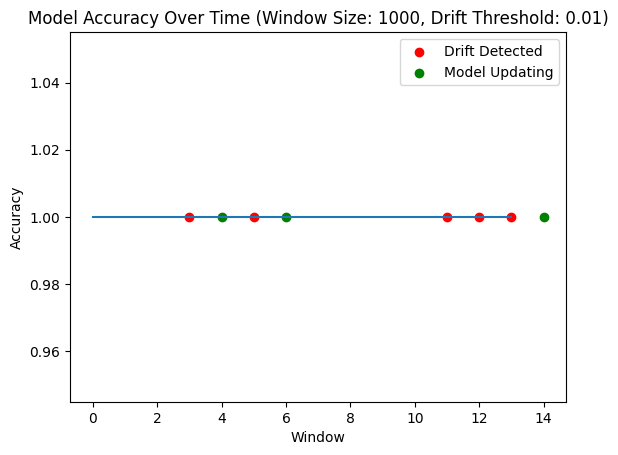 Model Accuracy Over Time (Window Size: 1000, Drift Threshold: 0.01)
Drift Detected
Model Updating
1.04
1.02
1.00
0.98
0.96
Accuracy
0
2
4
6
8
10
12
14
Window